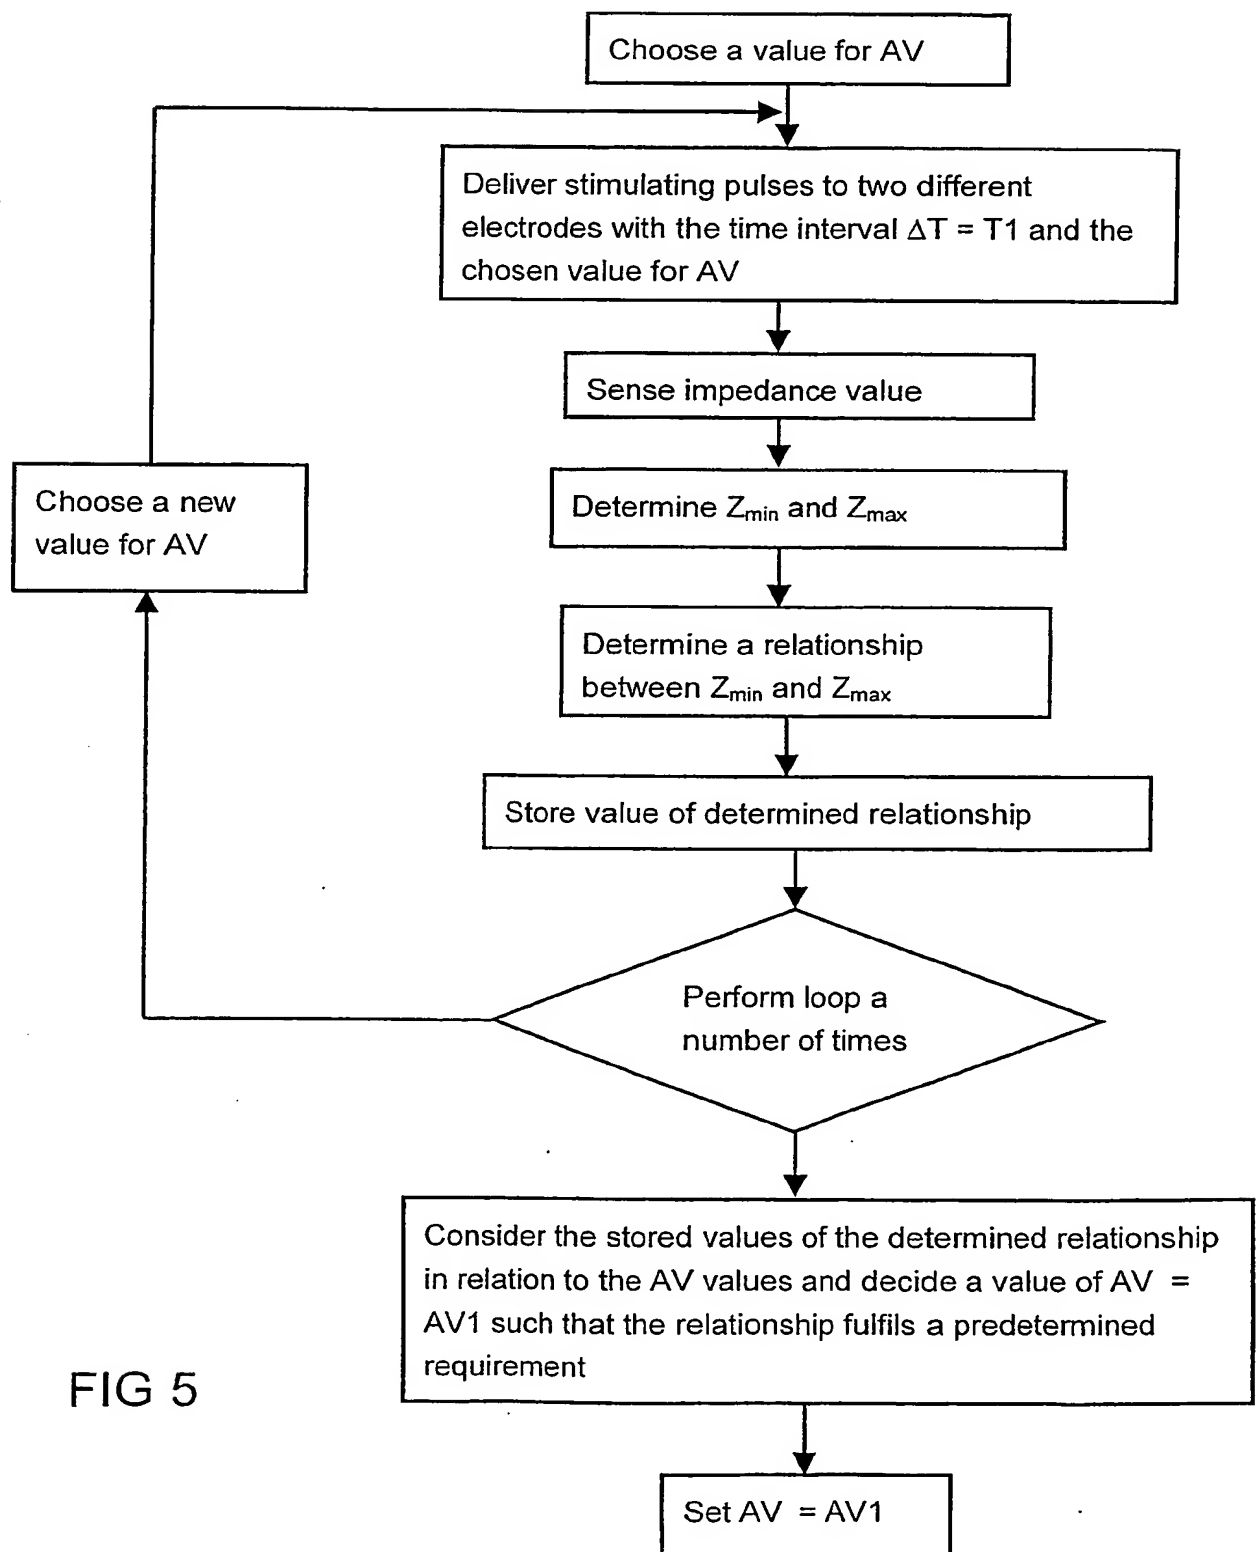 Choose a value for AV
Deliver stimulating pulses to two different
electrodes with the time interval ΔT = T1 and the
chosen value for AV
Sense impedance value
Choose a new
value for AV
Determine Zmin and Zmax
Determine a relationship
between Zmin and Zmax
Store value of determined relationship
Perform loop a
number of times
Consider the stored values of the determined relationship
in relation to the AV values and decide a value of AV =
AV1 such that the relationship fulfils a predetermined
requirement
FIG 5
Set AV = AV1